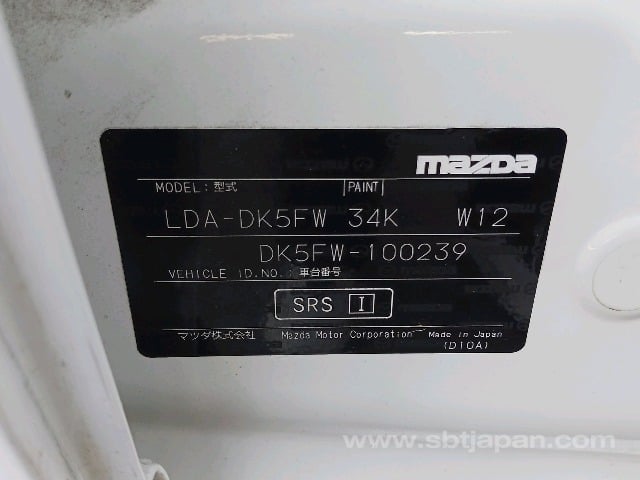 mazda
MODEL: 型式 PAINT
LDA-DK5FW 34K W12
DK5FW-100239
VEHICLE ID.NO.: 車台番号
SRS I
マツダ株式会社 Mazda Motor Corporation Made in Japan
(D10A)
www.sbtjapan.com